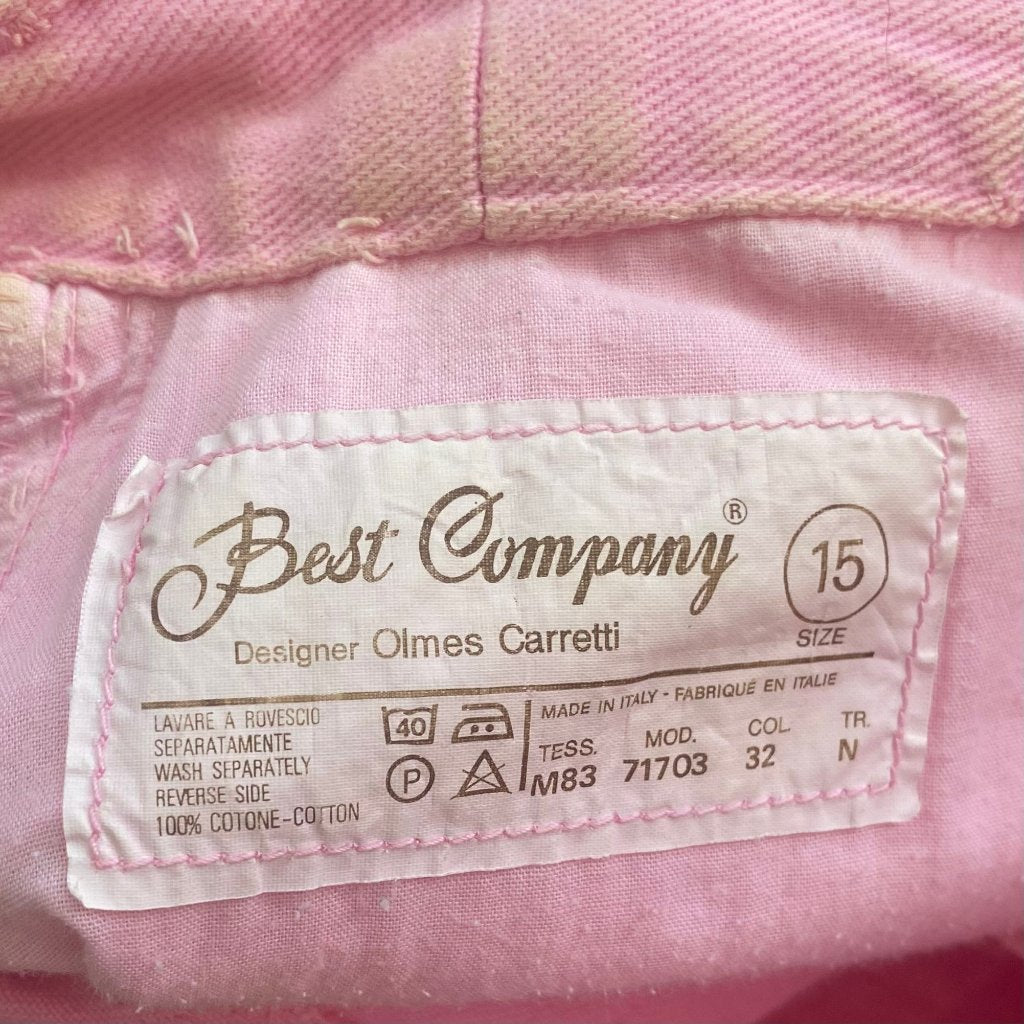 Best Company®
15
SIZE
Designer Olmes Carretti
LAVARE A ROVESCIO
SEPARATAMENTE
WASH SEPARATELY
REVERSE SIDE
100% COTONE-COTTON
40
P
MADE IN ITALY - FABRIQUÉ EN ITALIE
TESS. MOD. COL. TR.
M83 71703 32 N